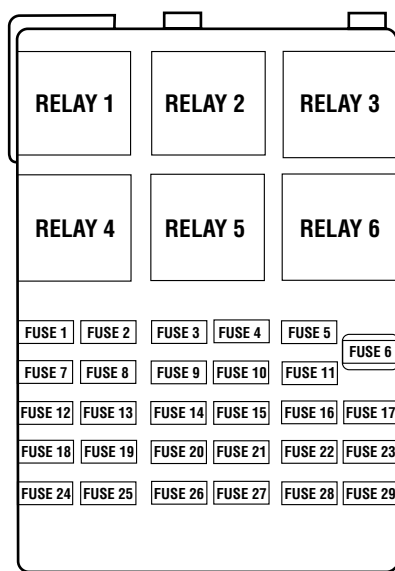 RELAY 1 RELAY 2 RELAY 3
RELAY 4 RELAY 5 RELAY 6
FUSE 1 FUSE 2 FUSE 3 FUSE 4 FUSE 5
FUSE 6
FUSE 7 FUSE 8 FUSE 9 FUSE 10 FUSE 11
FUSE 12 FUSE 13 FUSE 14 FUSE 15 FUSE 16 FUSE 17
FUSE 18 FUSE 19 FUSE 20 FUSE 21 FUSE 22 FUSE 23
FUSE 24 FUSE 25 FUSE 26 FUSE 27 FUSE 28 FUSE 29